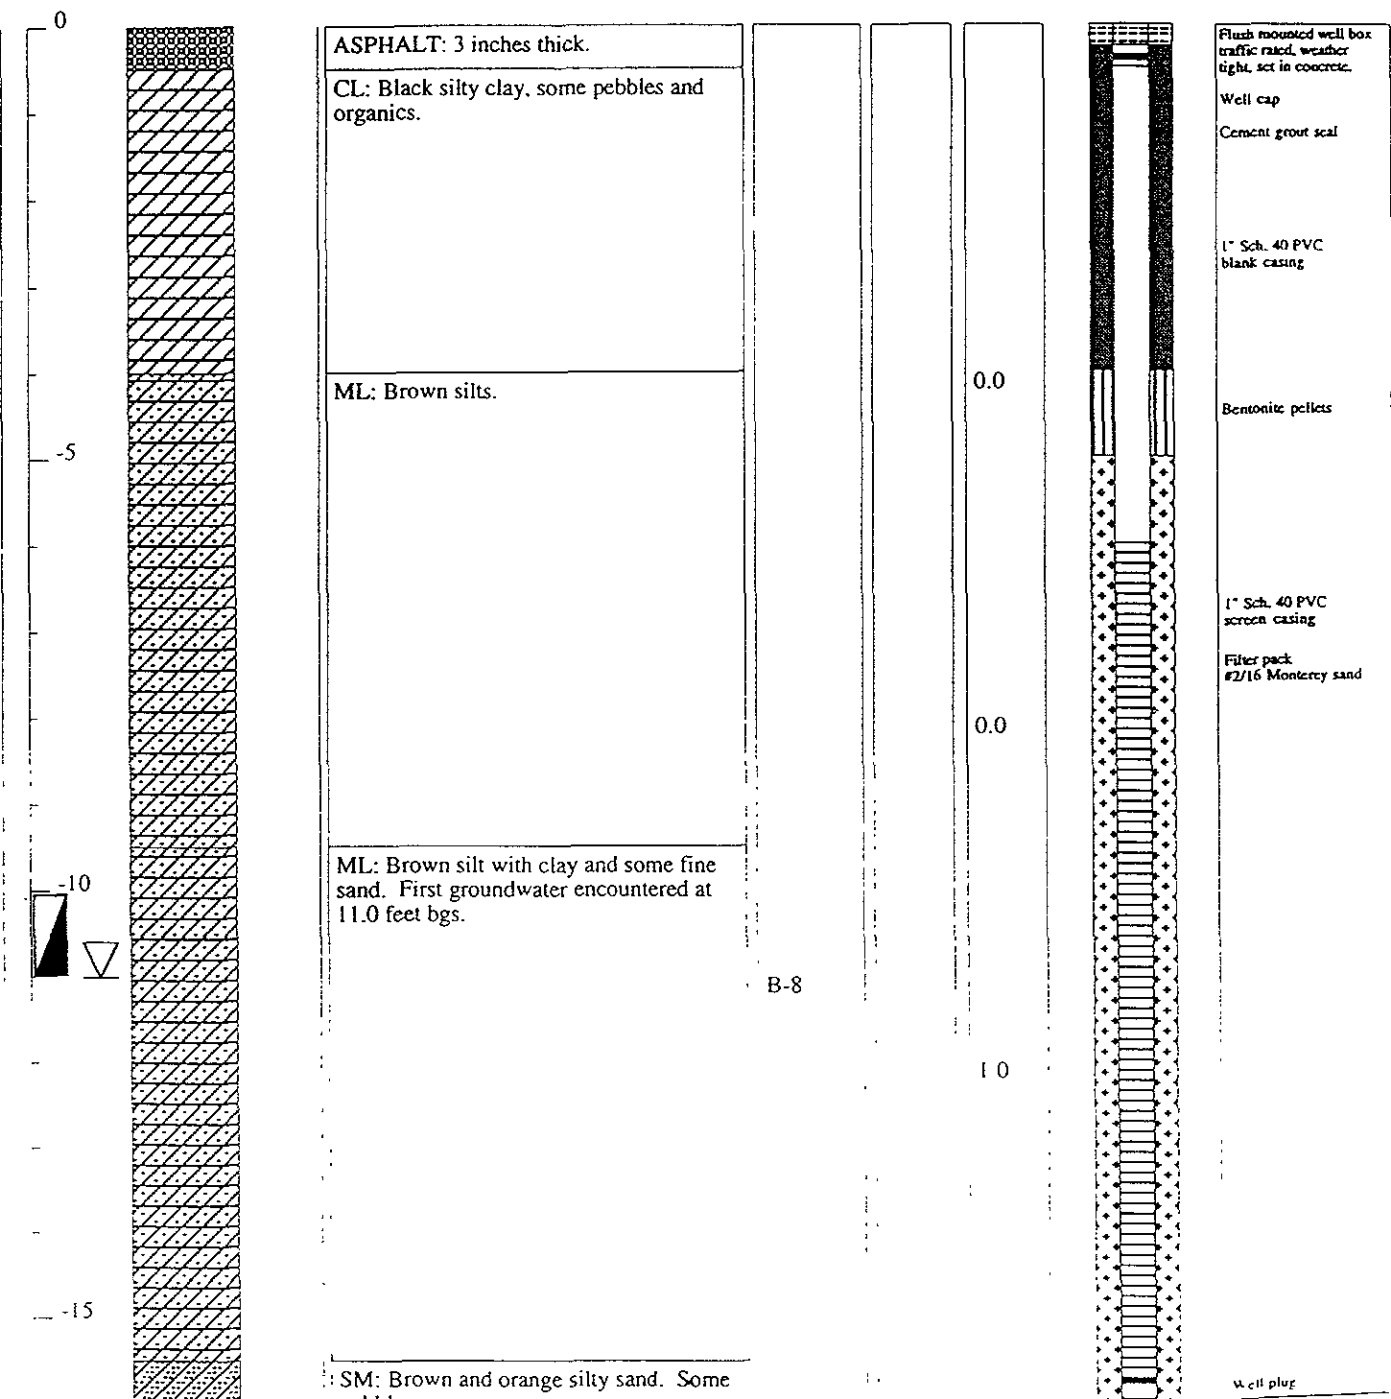 0
ASPHALT: 3 inches thick.
CL: Black silty clay, some pebbles and
organics.
ML: Brown silts.
-5
ML: Brown silt with clay and some fine
sand. First groundwater encountered at
11.0 feet bgs.
-10
-15
SM: Brown and orange silty sand. Some
B-8
0.0
0.0
1 0
Flush mounted well box
traffic rated, weather
tight, set in concrete.
Well cap
Cement grout seal
1" Sch. 40 PVC
blank casing
Bentonite pellets
1" Sch. 40 PVC
screen casing
Filter pack
#2/16 Monterey sand
Well plug